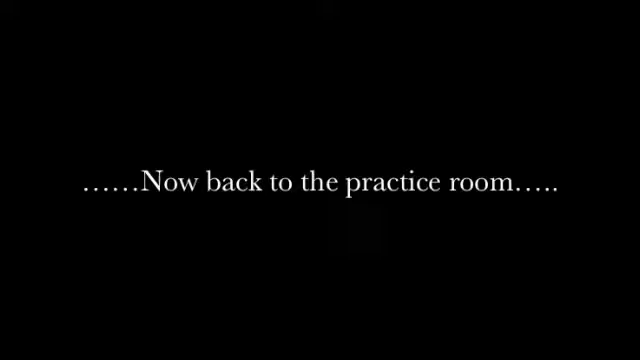 ……Now back to the practice room…..